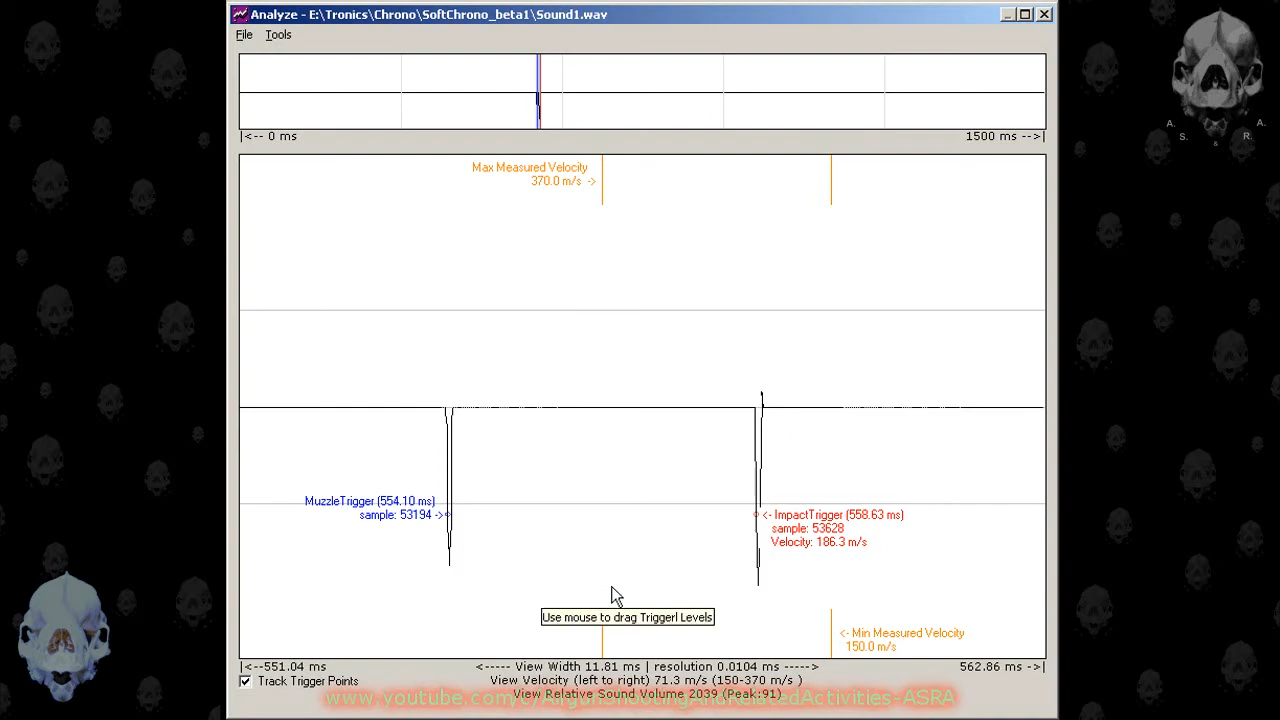 Analyze - E:\Tronics\Chrono\SoftChrono_beta1\Sound1.wav
File Tools
|<-- 0 ms 1500 ms -->|
Max Measured Velocity
370.0 m/s ->
MuzzleTrigger (554.10 ms)
sample: 53194 ->
<- ImpactTrigger (558.63 ms)
sample: 53628
Velocity: 186.3 m/s
Use mouse to drag Triggerl Levels
<- Min Measured Velocity
150.0 m/s
|<--551.04 ms <----- View Width 11.81 ms | resolution 0.0104 ms -----> 562.86 ms ->|
Track Trigger Points View Velocity (left to right) 71.3 m/s (150-370 m/s )
View Relative Sound Volume 2039 (Peak:91)
www.youtube.com/c/AirgunShootingAndRelatedActivities-ASRA
A. A.
S. R.
&